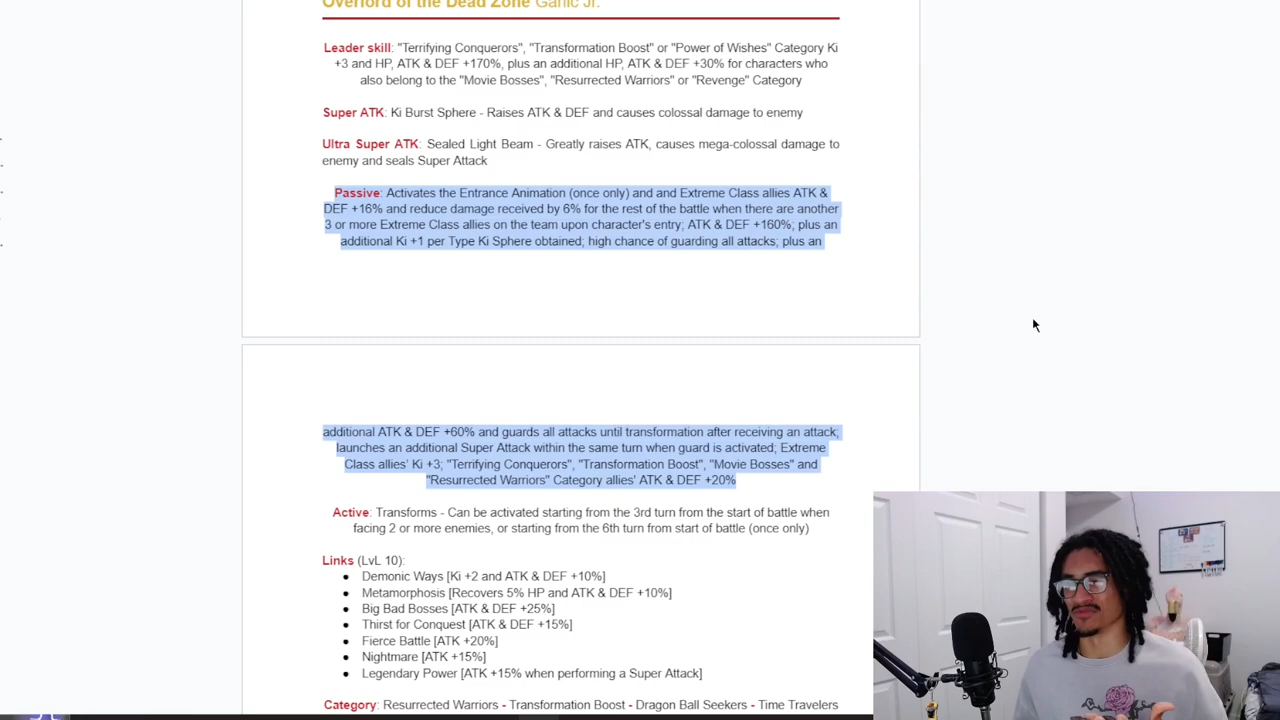 Overlord of the Dead Zone Garlic Jr.
Leader skill: "Terrifying Conquerors", "Transformation Boost" or "Power of Wishes" Category Ki
+3 and HP, ATK & DEF +170%, plus an additional HP, ATK & DEF +30% for characters who
also belong to the "Movie Bosses", "Resurrected Warriors" or "Revenge" Category
Super ATK: Ki Burst Sphere - Raises ATK & DEF and causes colossal damage to enemy
Ultra Super ATK: Sealed Light Beam - Greatly raises ATK, causes mega-colossal damage to
enemy and seals Super Attack
Passive: Activates the Entrance Animation (once only) and and Extreme Class allies ATK &
DEF +16% and reduce damage received by 6% for the rest of the battle when there are another
3 or more Extreme Class allies on the team upon character's entry; ATK & DEF +160%; plus an
additional Ki +1 per Type Ki Sphere obtained; high chance of guarding all attacks; plus an
additional ATK & DEF +60% and guards all attacks until transformation after receiving an attack;
launches an additional Super Attack within the same turn when guard is activated; Extreme
Class allies' Ki +3; "Terrifying Conquerors", "Transformation Boost", "Movie Bosses" and
"Resurrected Warriors" Category allies' ATK & DEF +20%
Active: Transforms - Can be activated starting from the 3rd turn from the start of battle when
facing 2 or more enemies, or starting from the 6th turn from start of battle (once only)
Links (LvL 10):
● Demonic Ways [Ki +2 and ATK & DEF +10%]
● Metamorphosis [Recovers 5% HP and ATK & DEF +10%]
● Big Bad Bosses [ATK & DEF +25%]
● Thirst for Conquest [ATK & DEF +15%]
● Fierce Battle [ATK +20%]
● Nightmare [ATK +15%]
● Legendary Power [ATK +15% when performing a Super Attack]
Category: Resurrected Warriors - Transformation Boost - Dragon Ball Seekers - Time Travelers